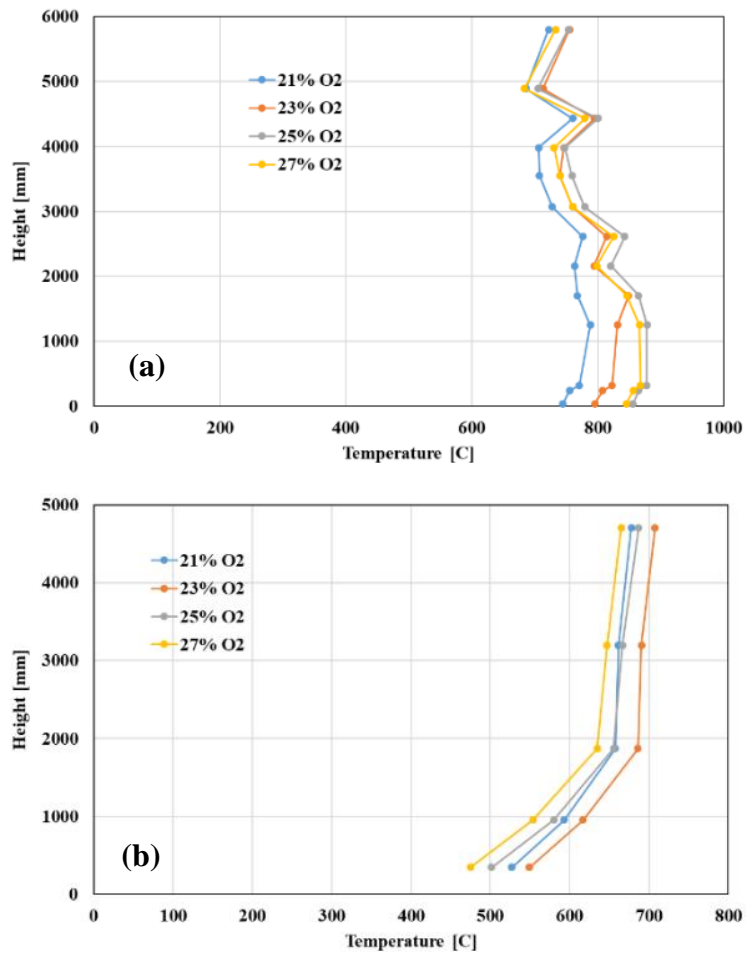 6000
5000
4000
3000
2000
1000
0
Height [mm]
21% O2
23% O2
25% O2
27% O2
(a)
0 200 400 600 800 1000
Temperature [C]
5000
4000
3000
2000
1000
0
Height [mm]
21% O2
23% O2
25% O2
27% O2
(b)
0 100 200 300 400 500 600 700 800
Temperature [C]